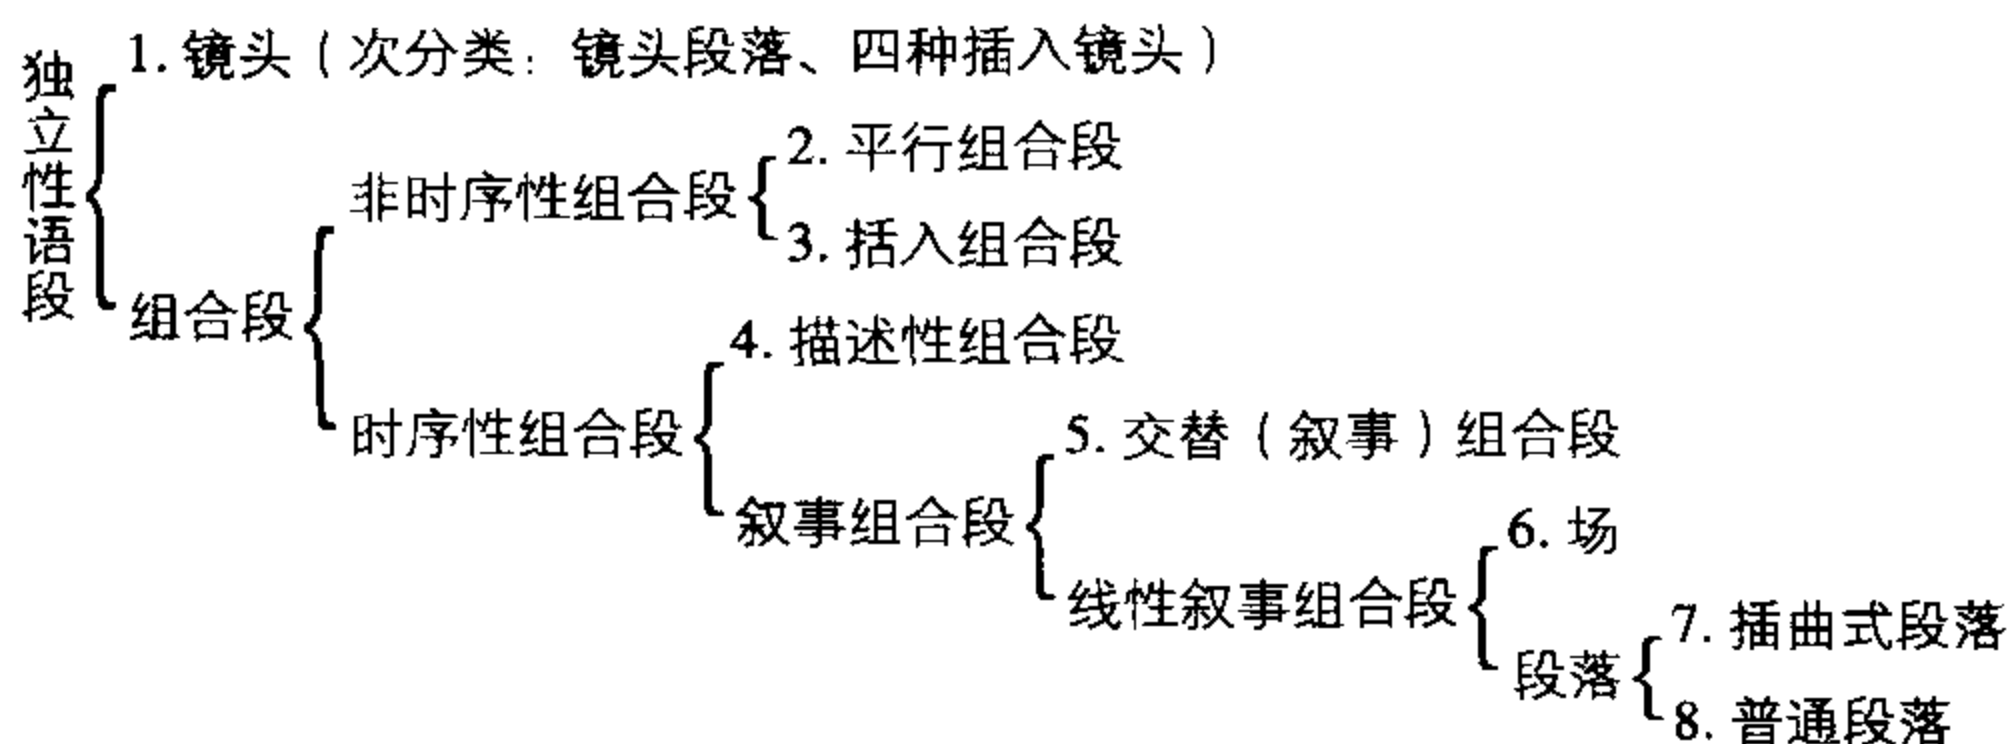 独立性语段
1. 镜头（次分类：镜头段落、四种插入镜头）
组合段
非时序性组合段
2. 平行组合段
3. 括入组合段
时序性组合段
4. 描述性组合段
叙事组合段
5. 交替（叙事）组合段
线性叙事组合段
6. 场
段落
7. 插曲式段落
8. 普通段落